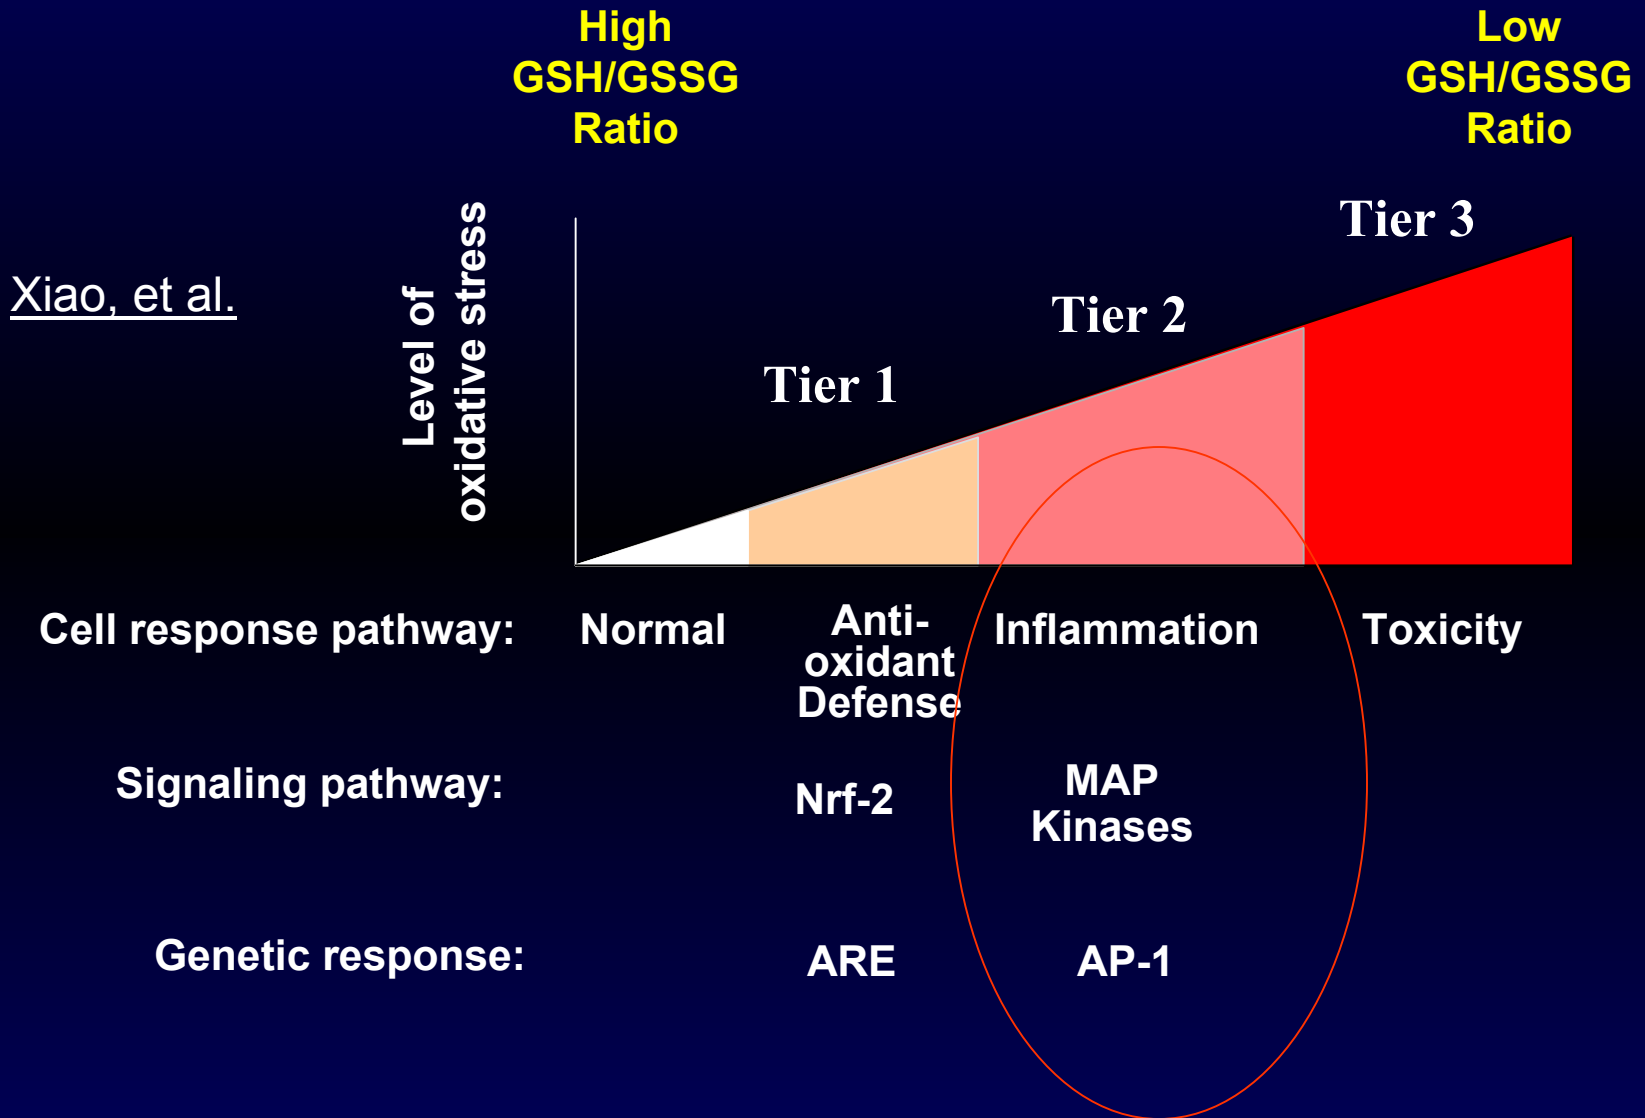 High
GSH/GSSG
Ratio
Low
GSH/GSSG
Ratio
Xiao, et al.
Level of
oxidative stress
Tier 1
Tier 2
Tier 3
Cell response pathway:
Normal
Anti-
oxidant
Defense
Inflammation
Toxicity
Signaling pathway:
Nrf-2
MAP
Kinases
Genetic response:
ARE
AP-1